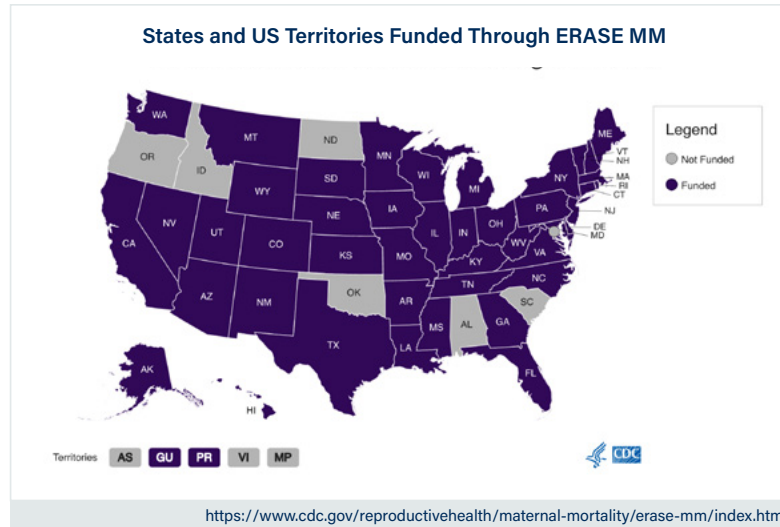 States and US Territories Funded Through ERASE MM
WA
MT
ND
MN
ME
OR
ID
WY
SD
WI
MI
NY
VT
NH
MA
RI
CT
NJ
DE
MD
NV
UT
CO
NE
IA
IL
IN
OH
PA
WV
VA
CA
KS
MO
KY
NC
TN
AZ
NM
OK
AR
SC
MS
AL
GA
TX
LA
FL
AK
HI
Legend
Not Funded
Funded
Territories AS GU PR VI MP
CDC
https://www.cdc.gov/reproductivehealth/maternal-mortality/erase-mm/index.htm